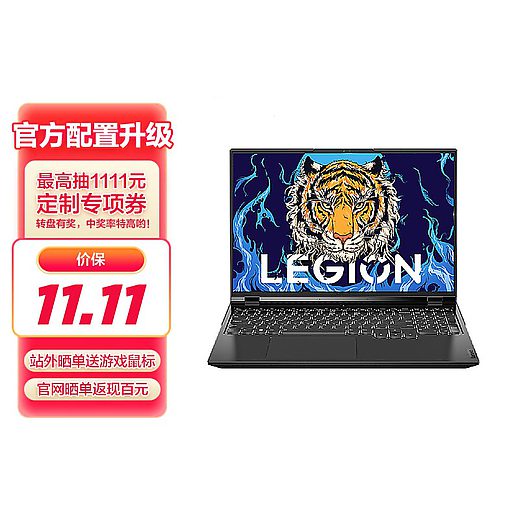 官方配置升级
最高抽1111元
定制专项券
转盘有奖，中奖率特高哟！
价保
11.11
站外晒单送游戏鼠标
官网晒单返现百元
LEGION